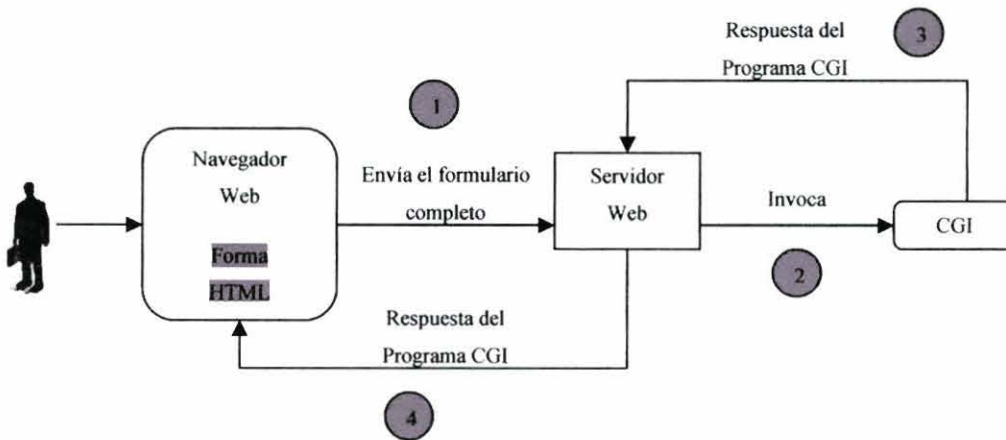 3
Respuesta del
Programa CGI
1
Navegador
Web
Forma
HTML
Envía el formulario
completo
Servidor
Web
Invoca
CGI
2
Respuesta del
Programa CGI
4